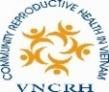 COMMUNITY REPRODUCTIVE HEALTH IN VIETNAM
VNCRH